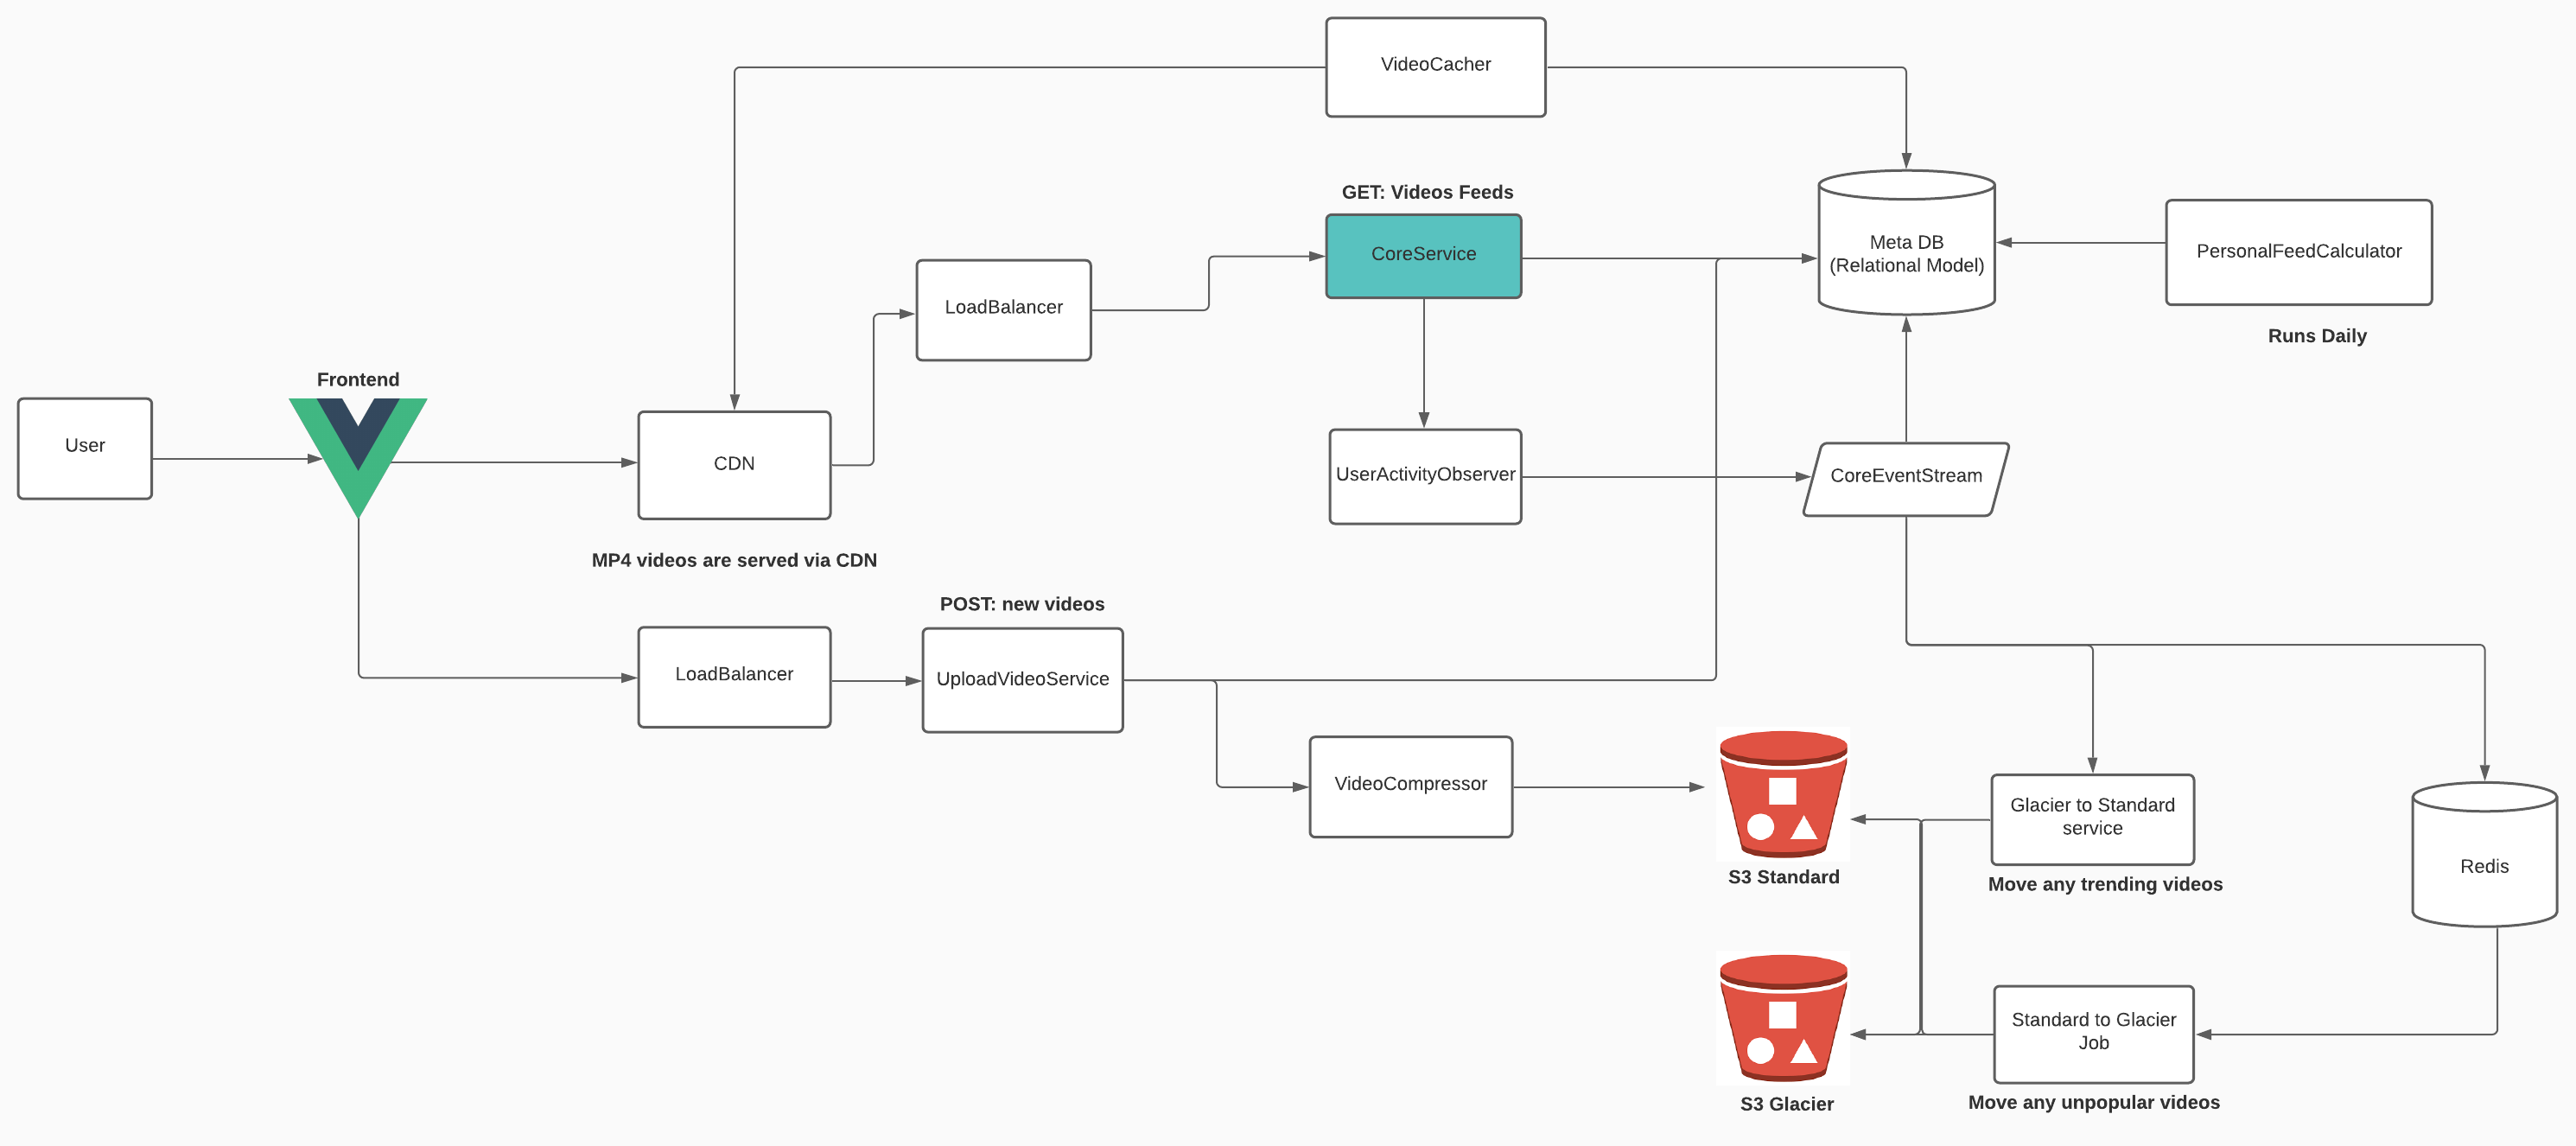 VideoCacher
GET: Videos Feeds
CoreService
Meta DB
(Relational Model)
PersonalFeedCalculator
Runs Daily
LoadBalancer
Frontend
User
CDN
UserActivityObserver
CoreEventStream
MP4 videos are served via CDN
POST: new videos
LoadBalancer
UploadVideoService
VideoCompressor
S3 Standard
Glacier to Standard
service
Move any trending videos
Redis
S3 Glacier
Standard to Glacier
Job
Move any unpopular videos